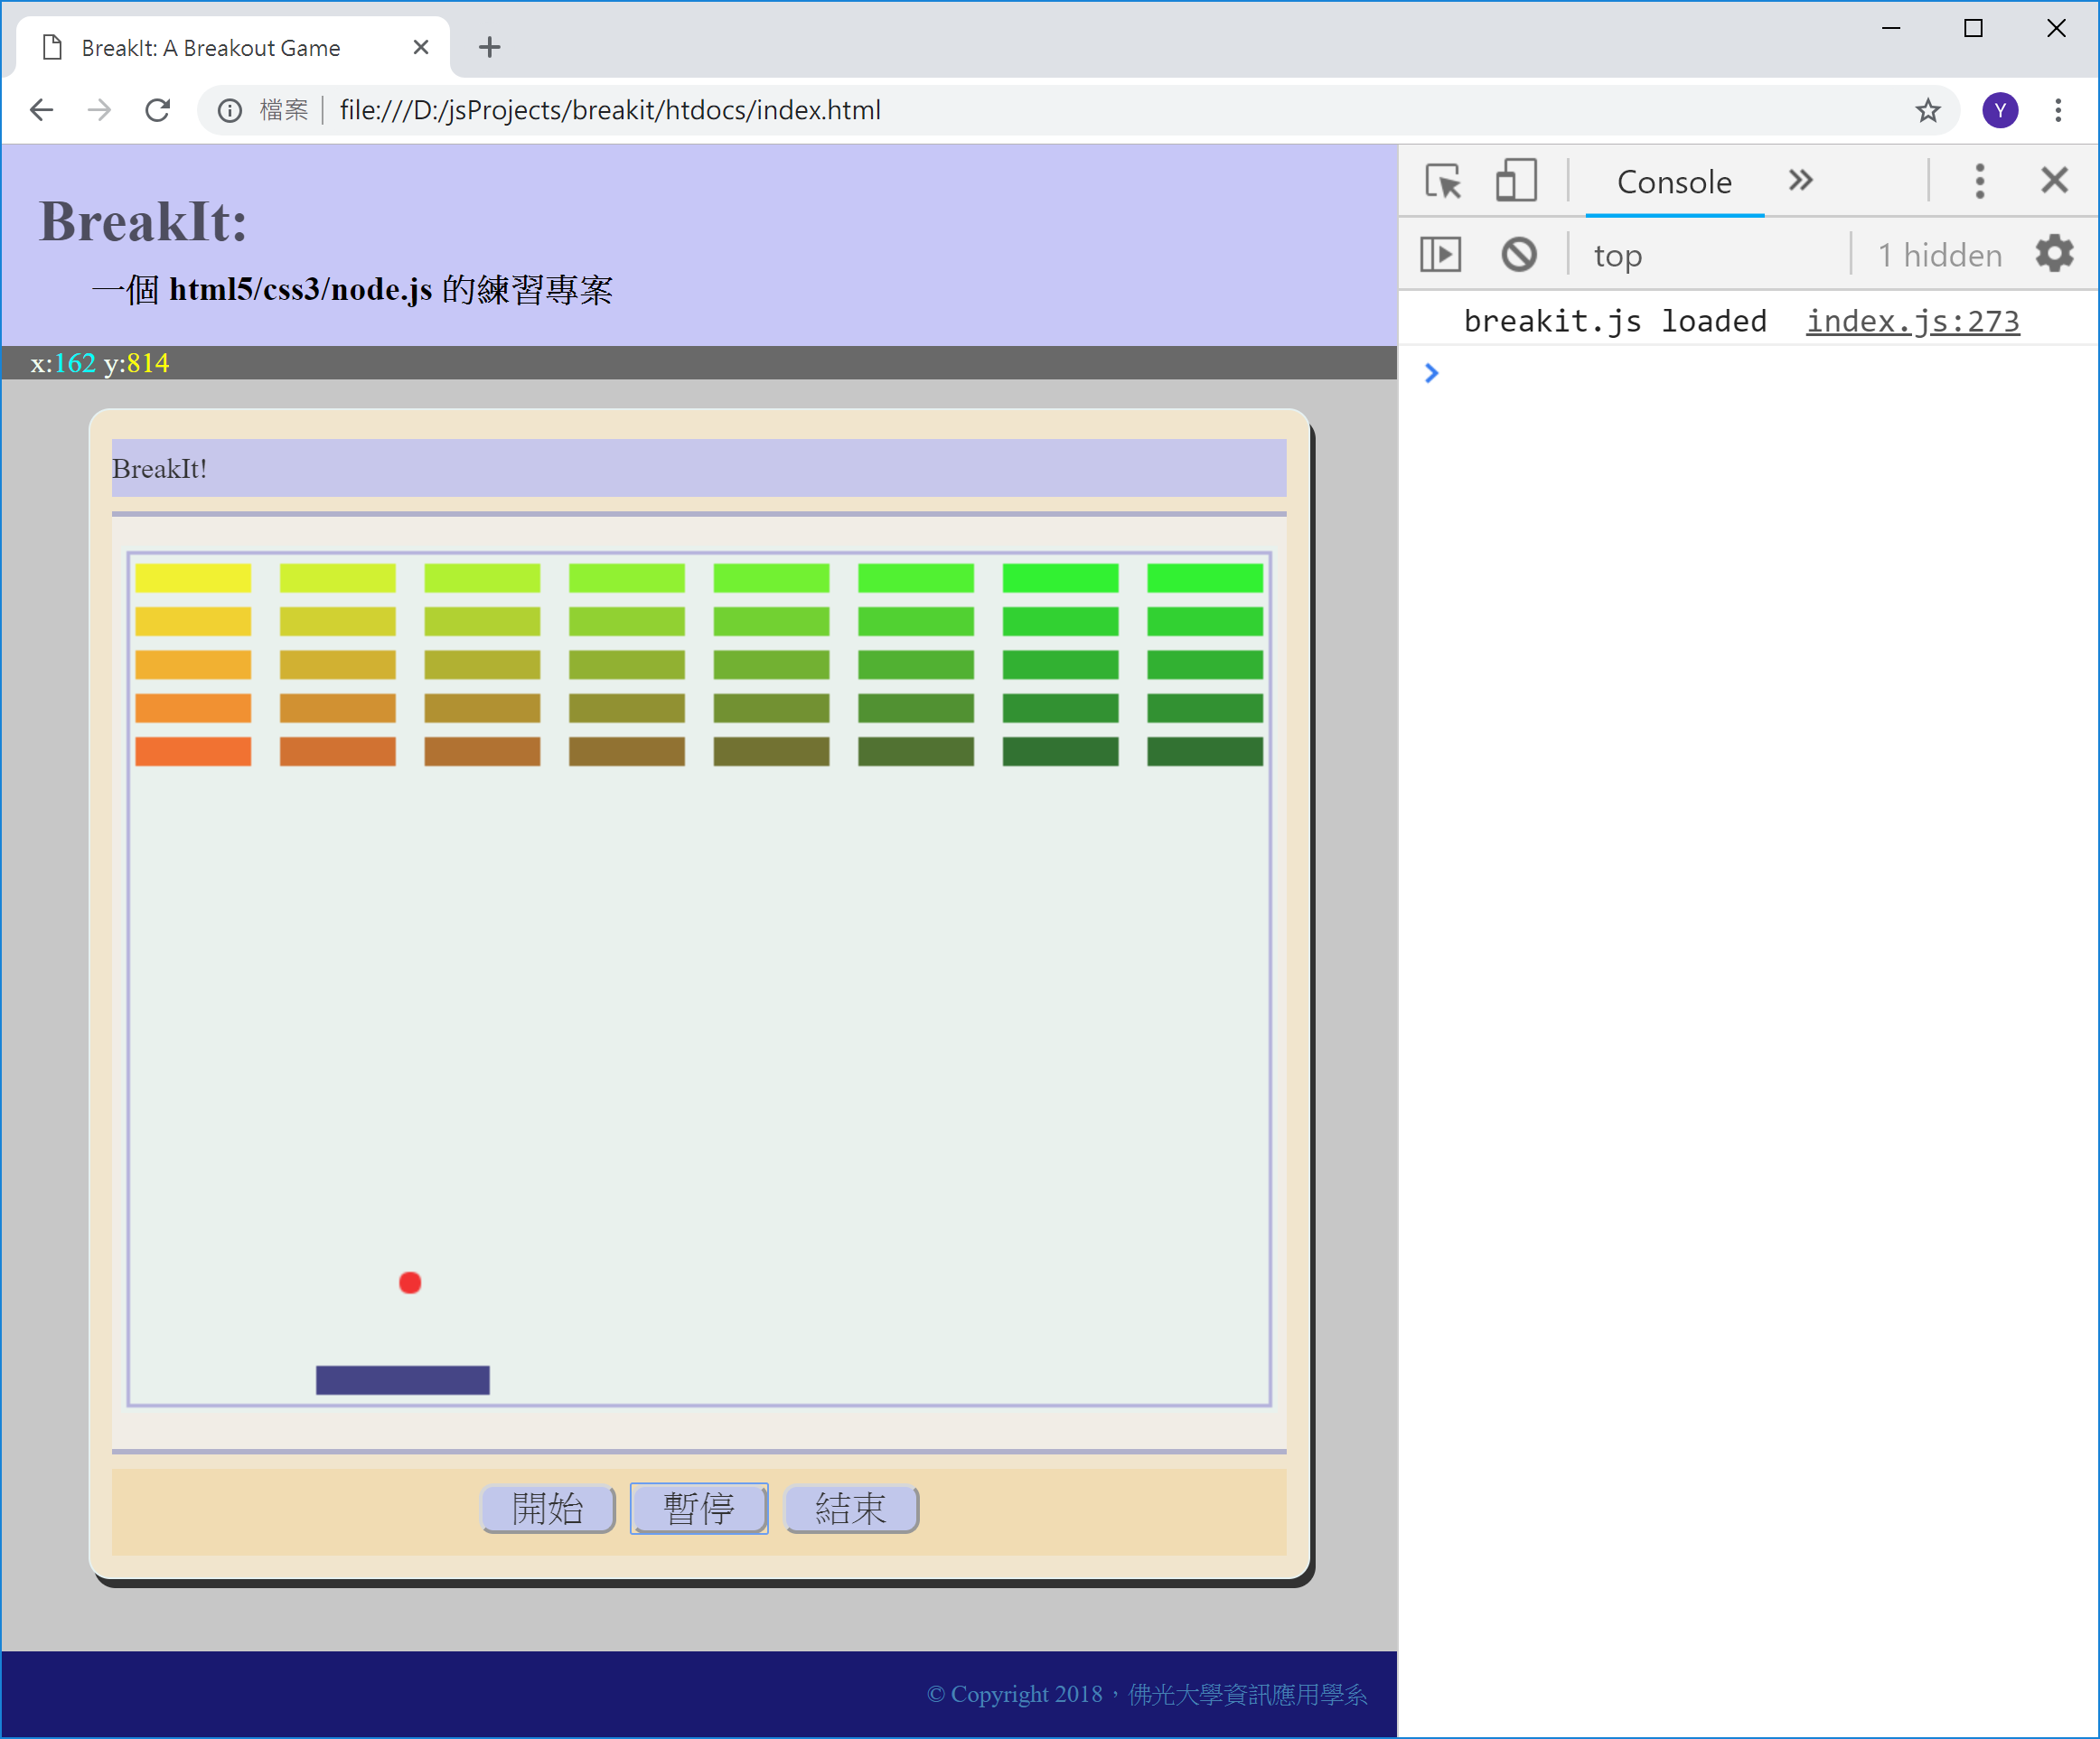 BreakIt: A Breakout Game
檔案 file:///D:/jsProjects/breakit/htdocs/index.html
Y
BreakIt:
一個 html5/css3/node.js 的練習專案
x:162 y:814
BreakIt!
開始 暫停 結束
© Copyright 2018，佛光大學資訊應用學系
Console
top
1 hidden
breakit.js loaded index.js:273